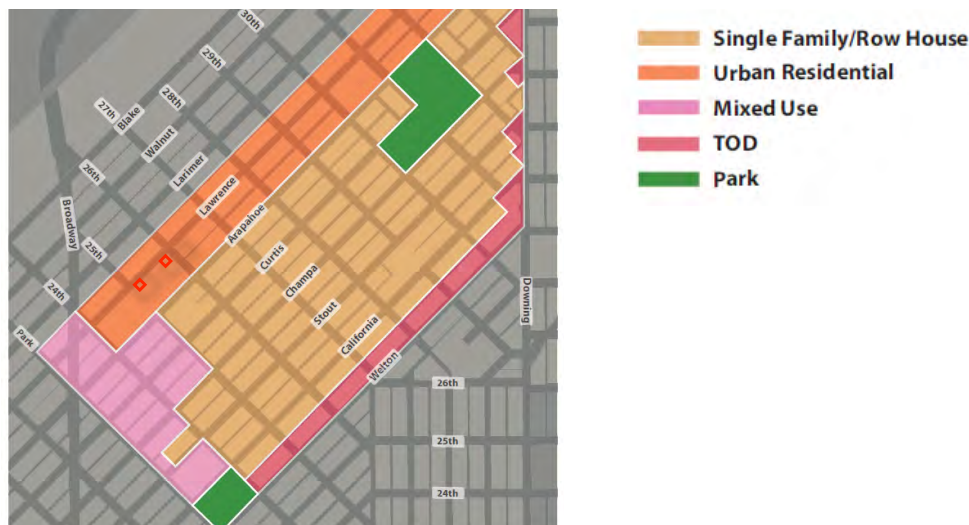 30th
29th
28th
27th
Blake
Walnut
26th
Larimer
Lawrence
Broadway
Arapahoe
25th
Curtis
24th
Champa
Stout
Park
California
Welton
Downing
26th
25th
24th
Single Family/Row House
Urban Residential
Mixed Use
TOD
Park